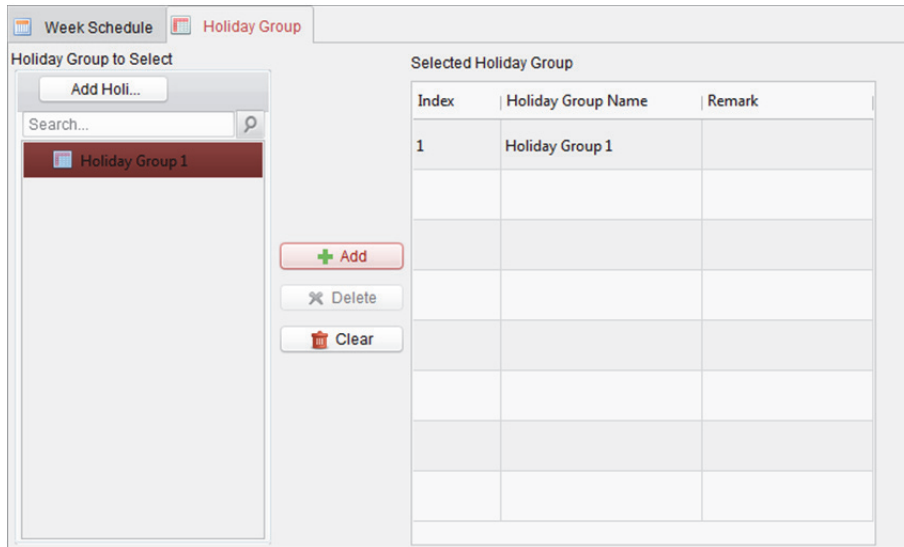 Week Schedule
Holiday Group
Holiday Group to Select
Add Holi...
Search...
Holiday Group 1
Add
Delete
Clear
Selected Holiday Group
Index Holiday Group Name Remark
1 Holiday Group 1